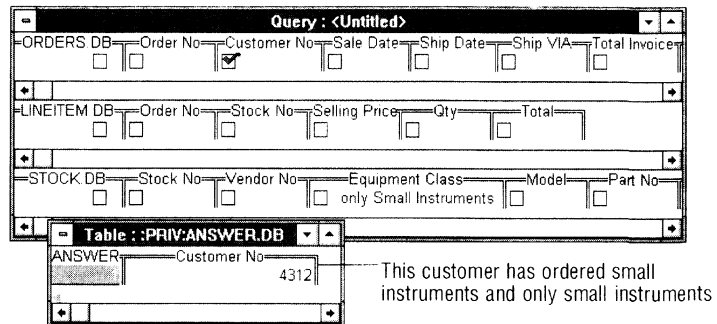 Query : <Untitled>
ORDERS.DB Order No Customer No Sale Date Ship Date Ship VIA Total Invoice
LINEITEM.DB Order No Stock No Selling Price Qty Total
STOCK.DB Stock No Vendor No Equipment Class Model Part No
only Small Instruments
Table : :PRIV:ANSWER.DB
ANSWER Customer No
4312
This customer has ordered small
instruments and only small instruments